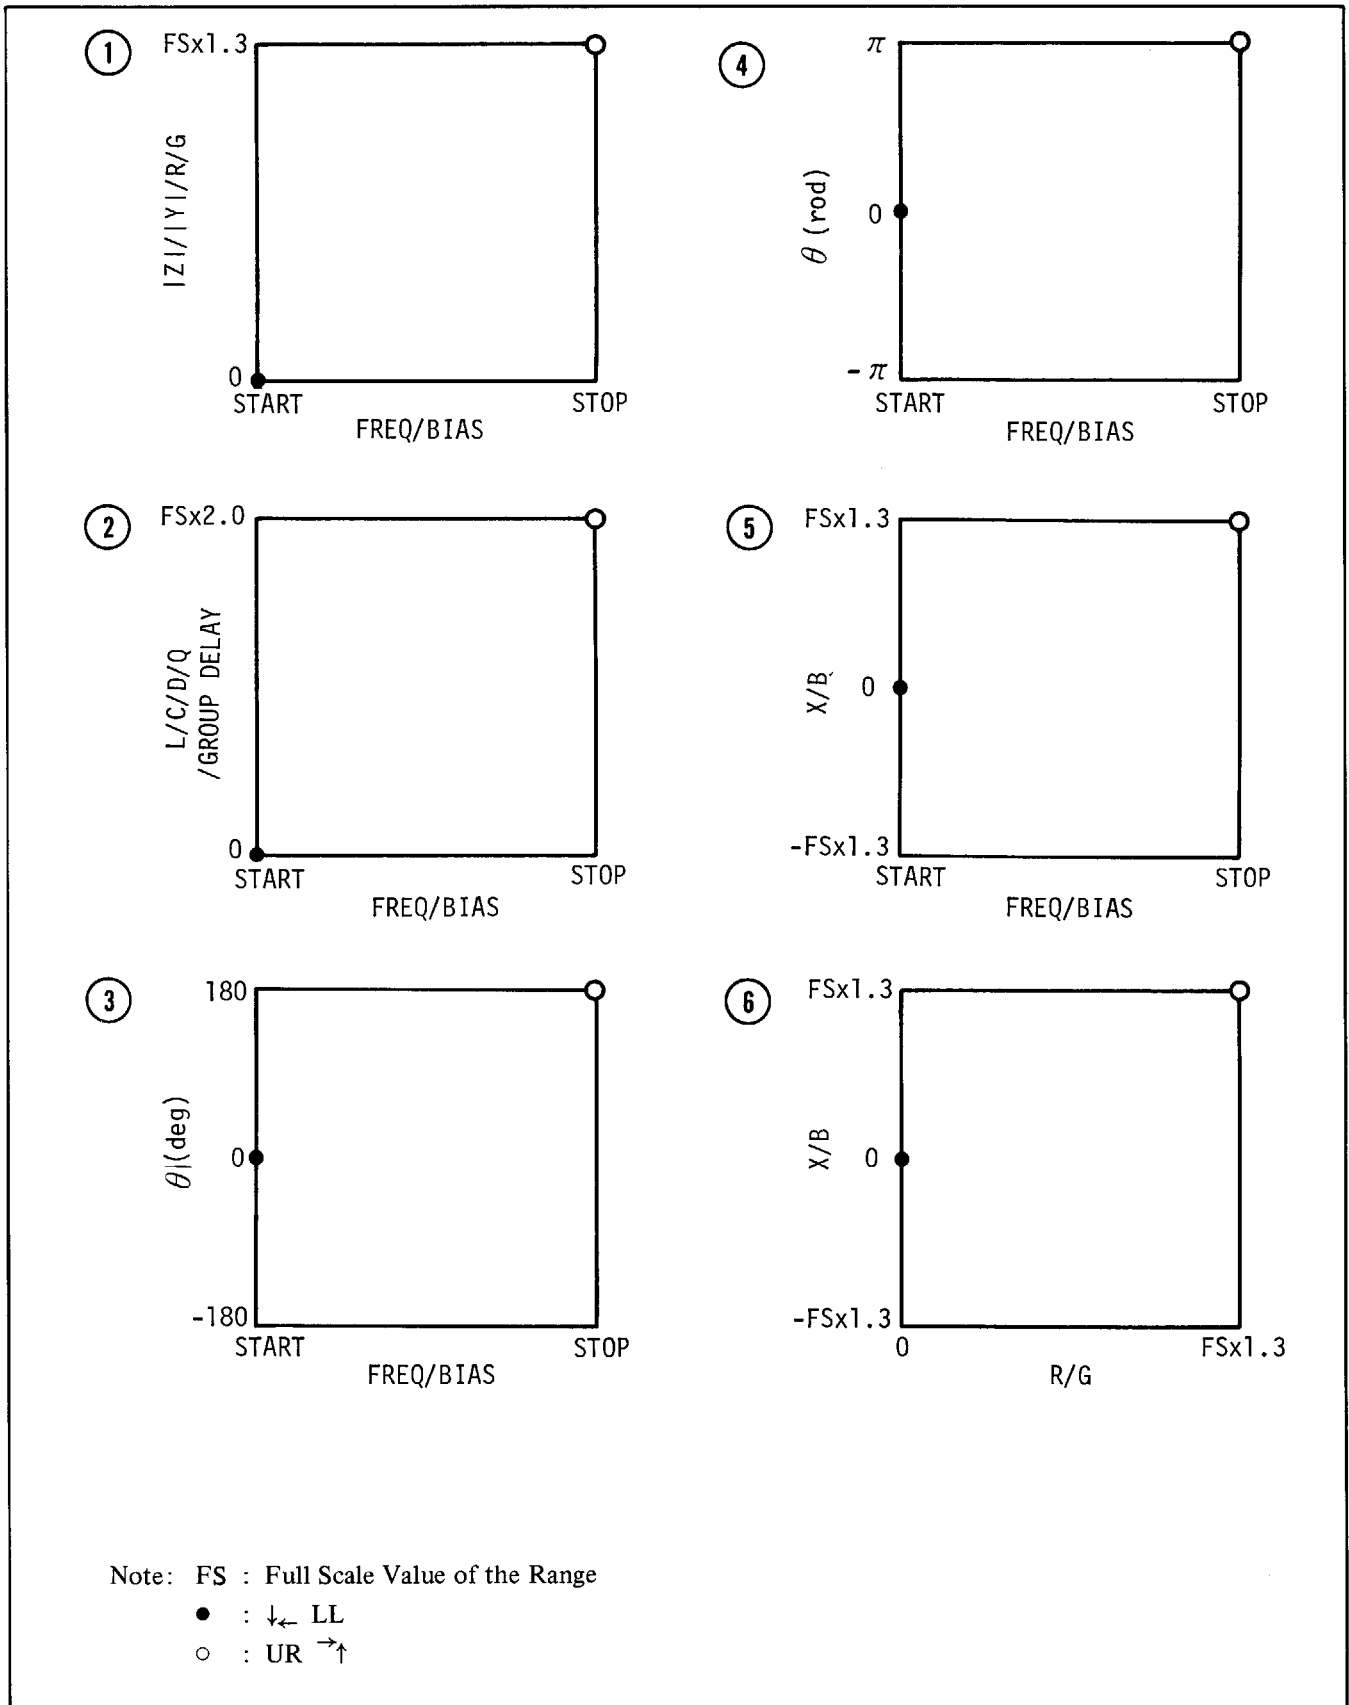 1
FSx1.3
|Z|/|Y|/R/G
0
START
STOP
FREQ/BIAS
2
FSx2.0
L/C/D/Q
/GROUP DELAY
0
START
STOP
FREQ/BIAS
3
180
θ|(deg)
0
-180
START
STOP
FREQ/BIAS
4
π
θ (rod)
0
-π
START
STOP
FREQ/BIAS
5
FSx1.3
X/B
0
-FSx1.3
START
STOP
FREQ/BIAS
6
FSx1.3
X/B
0
-FSx1.3
0
FSx1.3
R/G
Note: FS : Full Scale Value of the Range
● : ↓← LL
○ : UR →↑